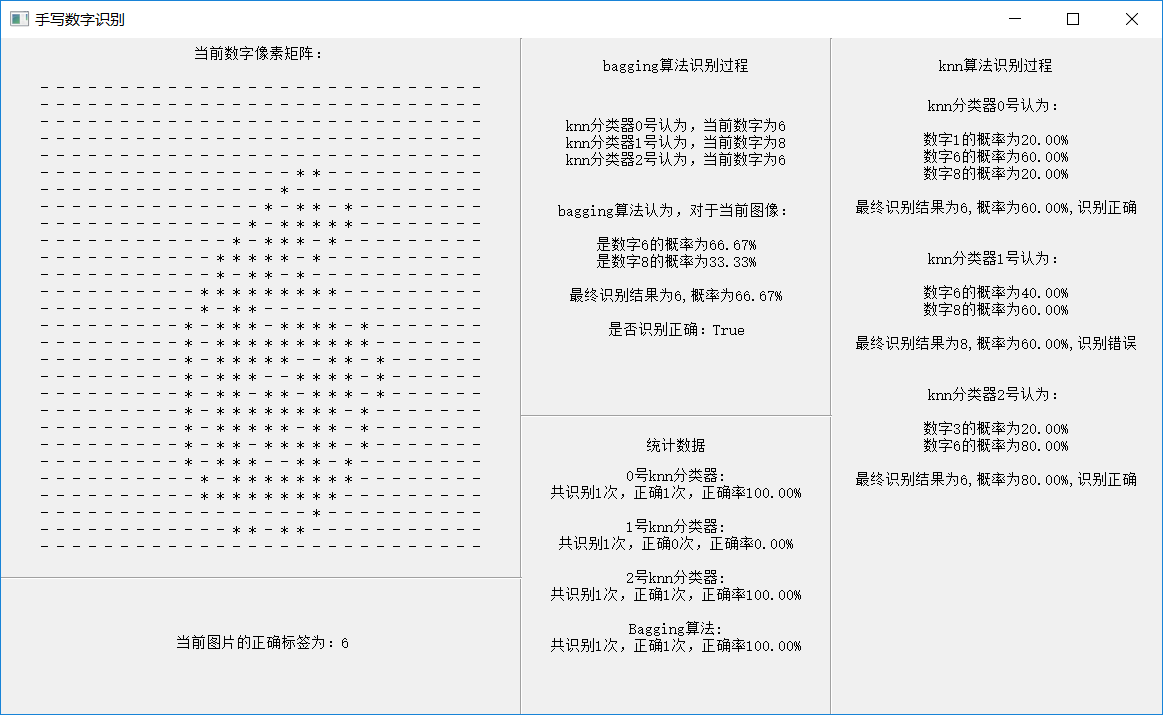 手写数字识别
当前数字像素矩阵:
当前图片的正确标签为:6
bagging算法识别过程
knn分类器0号认为,当前数字为6
knn分类器1号认为,当前数字为8
knn分类器2号认为,当前数字为6
bagging算法认为,对于当前图像:
是数字6的概率为66.67%
是数字8的概率为33.33%
最终识别结果为6,概率为66.67%
是否识别正确:True
统计数据
0号knn分类器:
共识别1次,正确1次,正确率100.00%
1号knn分类器:
共识别1次,正确0次,正确率0.00%
2号knn分类器:
共识别1次,正确1次,正确率100.00%
Bagging算法:
共识别1次,正确1次,正确率100.00%
knn算法识别过程
knn分类器0号认为:
数字1的概率为20.00%
数字6的概率为60.00%
数字8的概率为20.00%
最终识别结果为6,概率为60.00%,识别正确
knn分类器1号认为:
数字6的概率为40.00%
数字8的概率为60.00%
最终识别结果为8,概率为60.00%,识别错误
knn分类器2号认为:
数字3的概率为20.00%
数字6的概率为80.00%
最终识别结果为6,概率为80.00%,识别正确